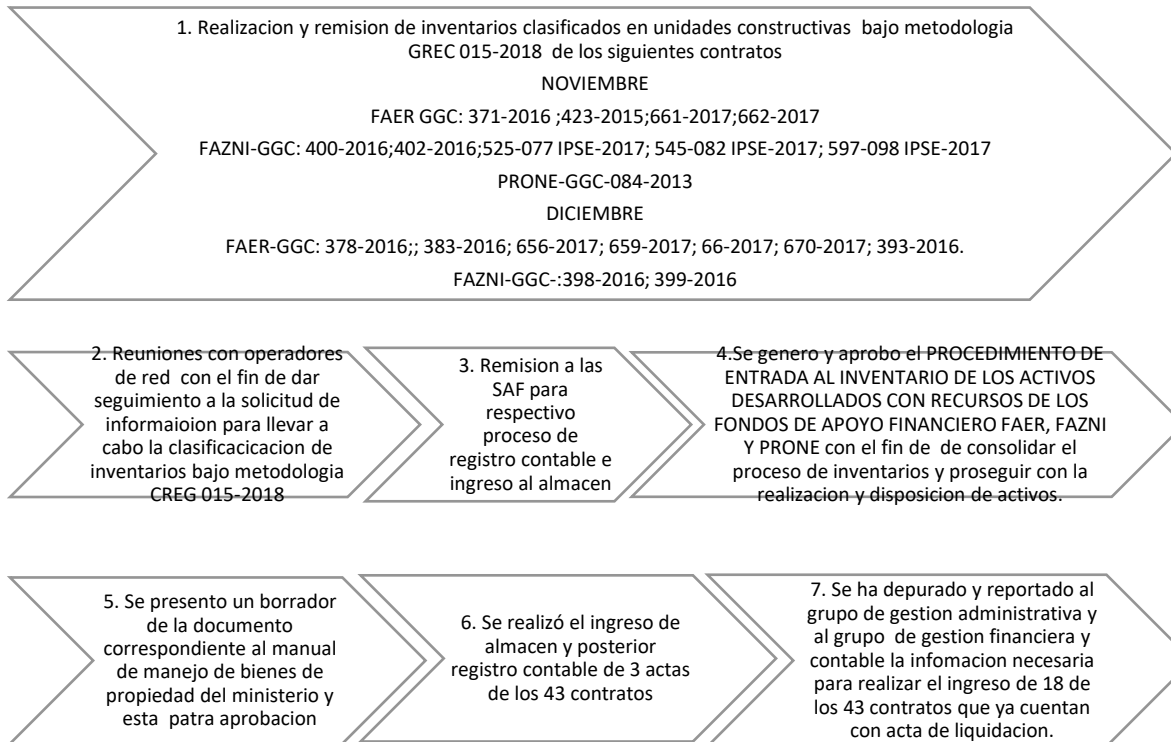 1. Realizacion y remision de inventarios clasificados en unidades constructivas  bajo metodologia
GREC 015-2018  de los siguientes contratos
NOVIEMBRE
FAER GGC: 371-2016 ;423-2015;661-2017;662-2017
FAZNI-GGC: 400-2016;402-2016;525-077 IPSE-2017; 545-082 IPSE-2017; 597-098 IPSE-2017
PRONE-GGC-084-2013
DICIEMBRE
FAER-GGC: 378-2016;; 383-2016; 656-2017; 659-2017; 66-2017; 670-2017; 393-2016.
FAZNI-GGC-:398-2016; 399-2016
2. Reuniones con operadores
de red  con el fin de dar
seguimiento a la solicitud de
informaioion para llevar a
cabo la clasificacicacion de
inventarios bajo metodologia
CREG 015-2018
3. Remision a las
SAF para
respectivo
proceso de
registro contable e
ingreso al almacen
4.Se genero y aprobo el PROCEDIMIENTO DE
ENTRADA AL INVENTARIO DE LOS ACTIVOS
DESARROLLADOS CON RECURSOS DE LOS
FONDOS DE APOYO FINANCIERO FAER, FAZNI
Y PRONE con el fin de  de consolidar el
proceso de inventarios y proseguir con la
realizacion y disposicion de activos.
5. Se presento un borrador
de la documento
correspondiente al manual
de manejo de bienes de
propiedad del ministerio y
esta  patra aprobacion
6. Se realizó el ingreso de
almacen y posterior
registro contable de 3 actas
de los 43 contratos
7. Se ha depurado y reportado al
grupo de gestion administrativa y
al grupo  de gestion financiera y
contable la infomacion necesaria
para realizar el ingreso de 18 de
los 43 contratos que ya cuentan
con acta de liquidacion.